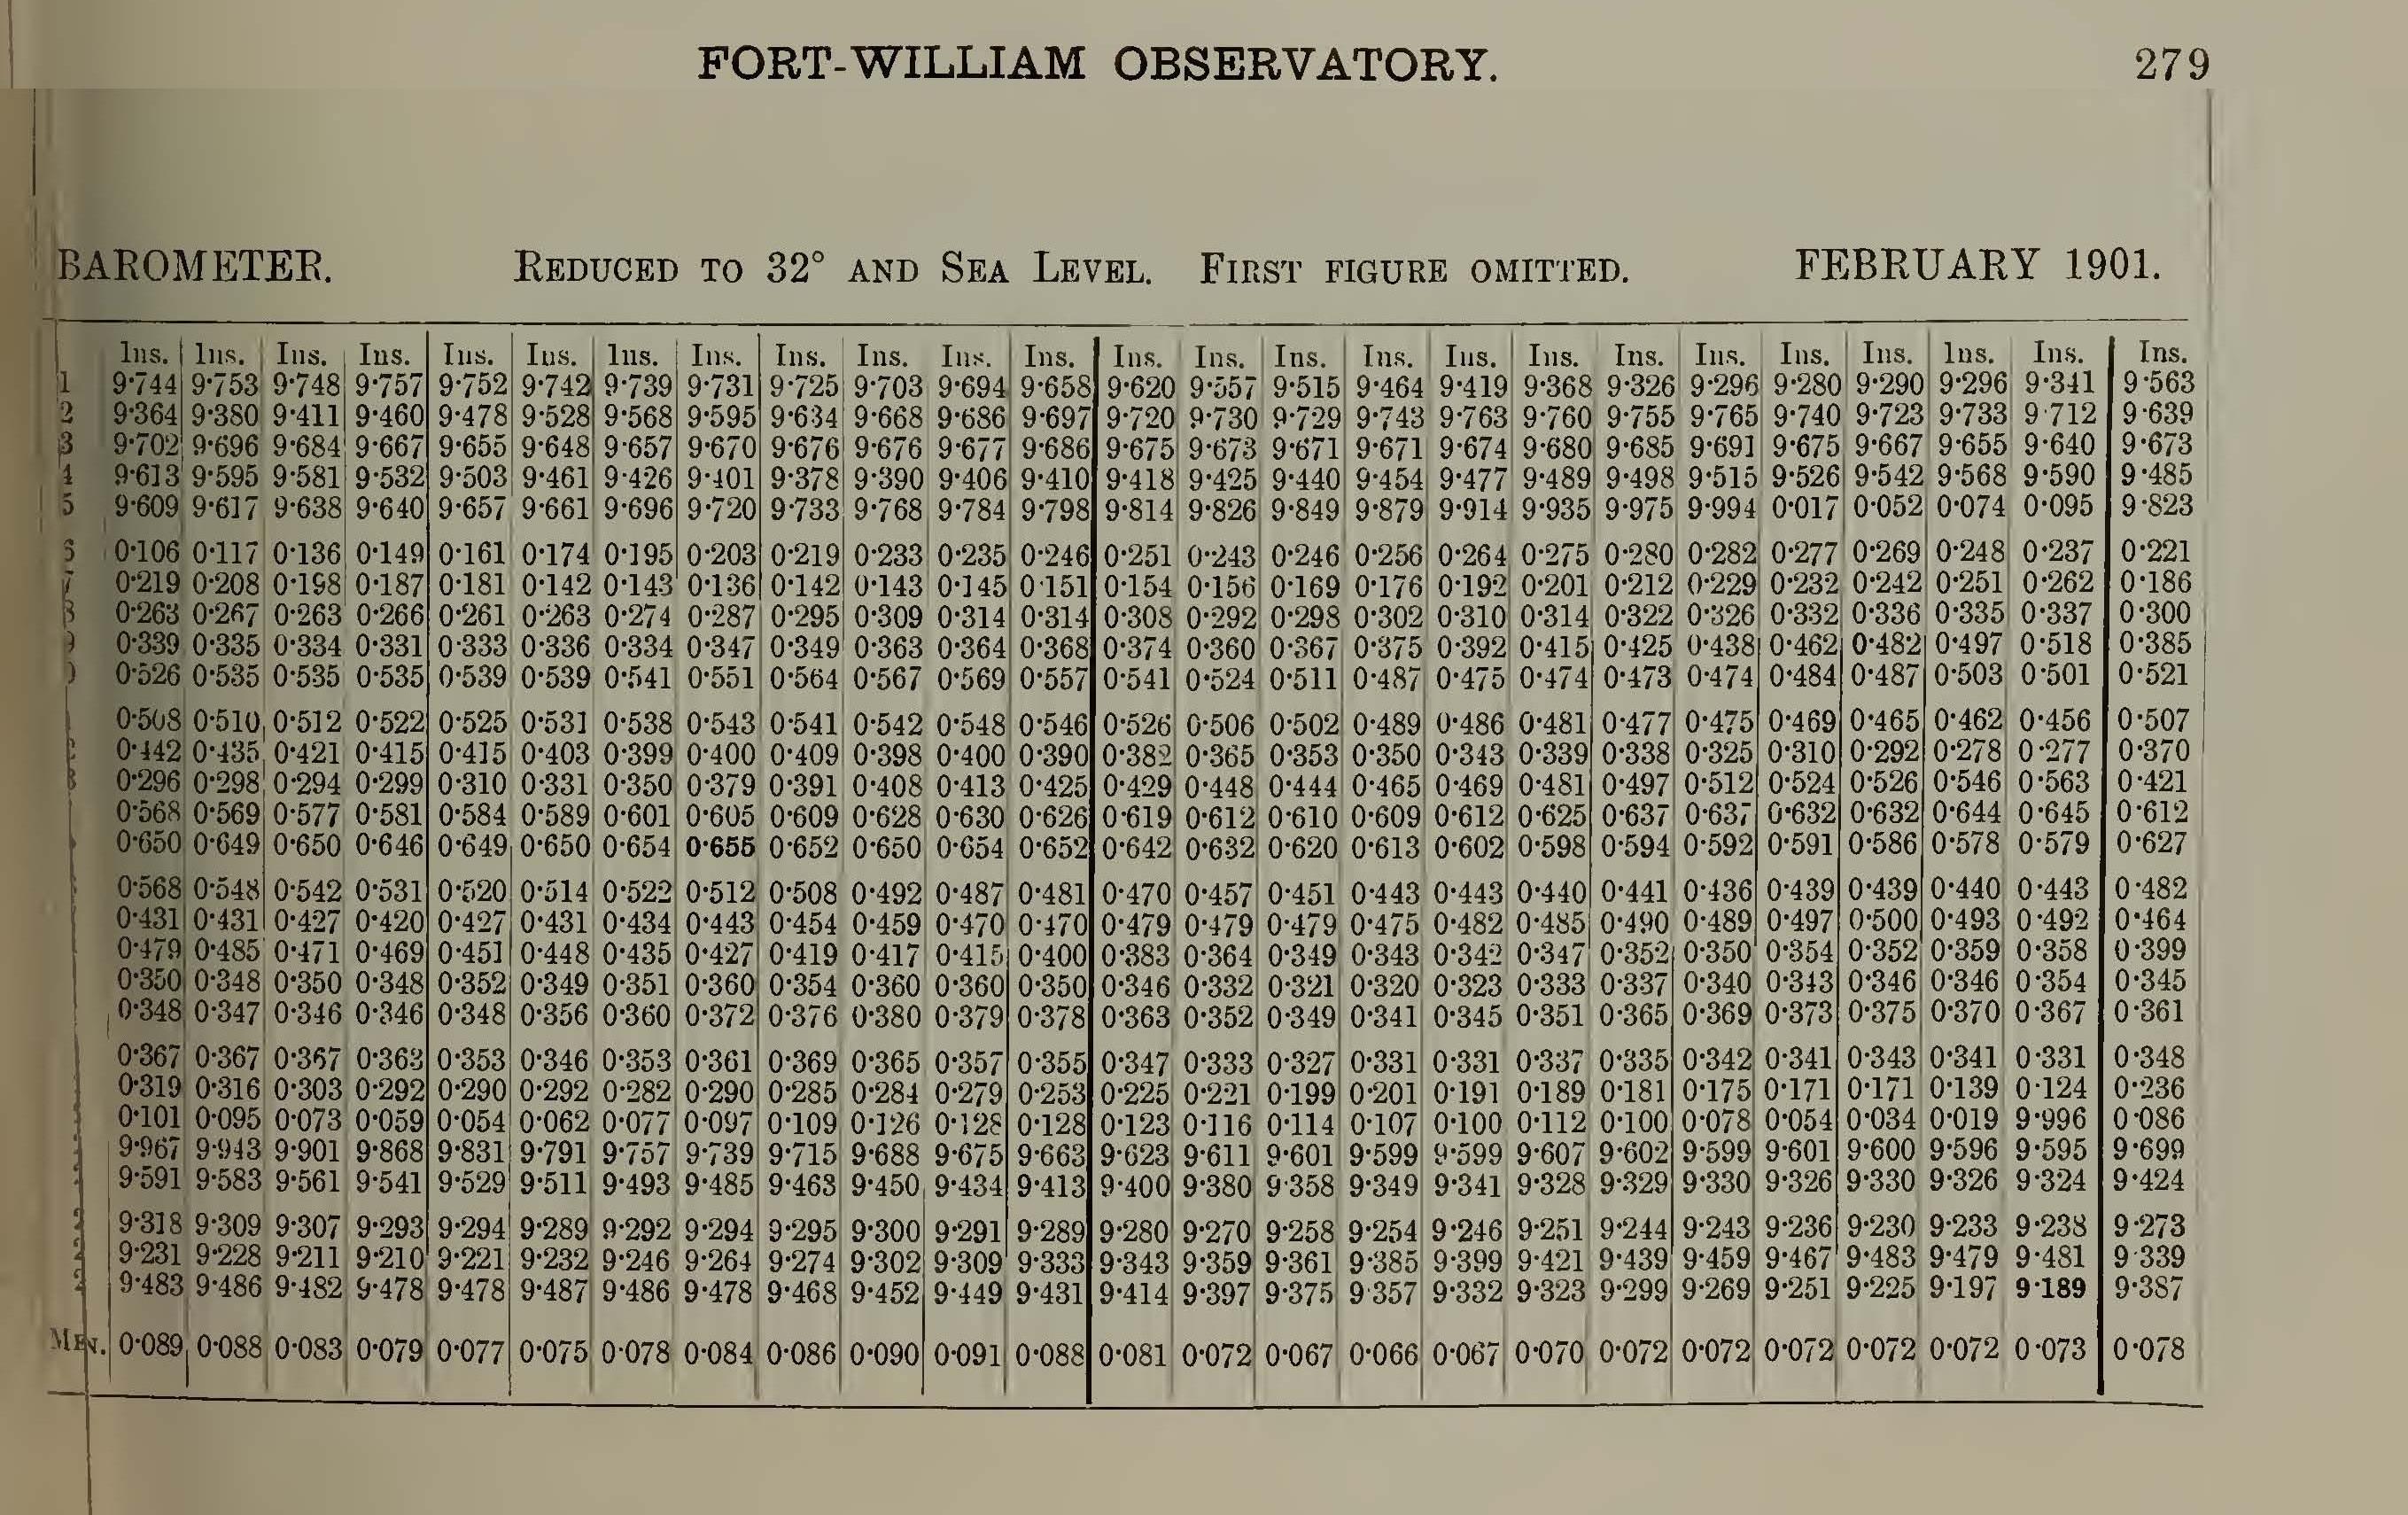 FORT-WILLIAM OBSERVATORY. 279
BAROMETER. REDUCED TO 32° AND SEA LEVEL. FIRST FIGURE OMITTED. FEBRUARY 1901.
Ins. Ins. Ins. Ins. Ins. Ins. Ins. Ins. Ins. Ins. Ins. Ins. Ins. Ins. Ins. Ins. Ins. Ins. Ins. Ins. Ins. Ins. Ins. Ins. Ins.
1 9·744 9·753 9·748 9·757 9·752 9·742 9·739 9·731 9·725 9·703 9·694 9·658 9·620 9·557 9·515 9·464 9·419 9·368 9·326 9·296 9·280 9·290 9·296 9·341 9·563
2 9·364 9·380 9·411 9·460 9·478 9·528 9·568 9·595 9·634 9·668 9·686 9·697 9·720 9·730 9·729 9·743 9·763 9·760 9·755 9·765 9·740 9·723 9·733 9·712 9·639
3 9·702 9·696 9·684 9·667 9·655 9·648 9·657 9·670 9·676 9·676 9·677 9·686 9·675 9·673 9·671 9·671 9·674 9·680 9·685 9·691 9·675 9·667 9·655 9·640 9·673
4 9·613 9·595 9·581 9·532 9·503 9·461 9·426 9·401 9·378 9·390 9·406 9·410 9·418 9·425 9·440 9·454 9·477 9·489 9·498 9·515 9·526 9·542 9·568 9·590 9·485
5 9·609 9·617 9·638 9·640 9·657 9·661 9·696 9·720 9·733 9·768 9·784 9·798 9·814 9·826 9·849 9·879 9·914 9·935 9·975 9·994 0·017 0·052 0·074 0·095 9·823
0·106 0·117 0·136 0·149 0·161 0·174 0·195 0·203 0·219 0·233 0·235 0·246 0·251 0·243 0·246 0·256 0·264 0·275 0·280 0·282 0·277 0·269 0·248 0·237 0·221
7 0·219 0·208 0·198 0·187 0·181 0·142 0·143 0·136 0·142 0·143 0·145 0·151 0·154 0·156 0·169 0·176 0·192 0·201 0·212 0·229 0·232 0·242 0·251 0·262 0·186
0·263 0·267 0·263 0·266 0·261 0·263 0·274 0·287 0·295 0·309 0·314 0·314 0·308 0·292 0·298 0·302 0·310 0·314 0·322 0·326 0·332 0·336 0·335 0·337 0·300
0·339 0·335 0·334 0·331 0·333 0·336 0·334 0·347 0·349 0·363 0·364 0·368 0·374 0·360 0·367 0·375 0·392 0·415 0·425 0·438 0·462 0·482 0·497 0·518 0·385
0·526 0·535 0·535 0·535 0·539 0·539 0·541 0·551 0·564 0·567 0·569 0·557 0·541 0·524 0·511 0·487 0·475 0·474 0·473 0·474 0·484 0·487 0·503 0·501 0·521
0·508 0·510 0·512 0·522 0·525 0·531 0·538 0·543 0·541 0·542 0·548 0·546 0·526 0·506 0·502 0·489 0·486 0·481 0·477 0·475 0·469 0·465 0·462 0·456 0·507
0·442 0·435 0·421 0·415 0·415 0·403 0·399 0·400 0·409 0·398 0·400 0·390 0·382 0·365 0·353 0·350 0·343 0·339 0·338 0·325 0·310 0·292 0·278 0·277 0·370
0·296 0·298 0·294 0·299 0·310 0·331 0·350 0·379 0·391 0·408 0·413 0·425 0·429 0·448 0·444 0·465 0·469 0·481 0·497 0·512 0·524 0·526 0·546 0·563 0·421
0·568 0·569 0·577 0·581 0·584 0·589 0·601 0·605 0·609 0·628 0·630 0·626 0·619 0·612 0·610 0·609 0·612 0·625 0·637 0·637 0·632 0·632 0·644 0·645 0·612
0·650 0·649 0·650 0·646 0·649 0·650 0·654 0·655 0·652 0·650 0·654 0·652 0·642 0·632 0·620 0·613 0·602 0·598 0·594 0·592 0·591 0·586 0·578 0·579 0·627
0·568 0·548 0·542 0·531 0·520 0·514 0·522 0·512 0·508 0·492 0·487 0·481 0·470 0·457 0·451 0·443 0·443 0·440 0·441 0·436 0·439 0·439 0·440 0·443 0·482
0·431 0·431 0·427 0·420 0·427 0·431 0·434 0·443 0·454 0·459 0·470 0·470 0·479 0·479 0·479 0·475 0·482 0·485 0·490 0·489 0·497 0·500 0·493 0·492 0·464
0·479 0·485 0·471 0·469 0·451 0·448 0·435 0·427 0·419 0·417 0·415 0·400 0·383 0·364 0·349 0·343 0·342 0·347 0·352 0·350 0·354 0·352 0·359 0·358 0·399
0·350 0·348 0·350 0·348 0·352 0·349 0·351 0·360 0·354 0·360 0·360 0·350 0·346 0·332 0·321 0·320 0·323 0·333 0·337 0·340 0·343 0·346 0·346 0·354 0·345
0·348 0·347 0·346 0·346 0·348 0·356 0·360 0·372 0·376 0·380 0·379 0·378 0·363 0·352 0·349 0·341 0·345 0·351 0·365 0·369 0·373 0·375 0·370 0·367 0·361
0·367 0·367 0·367 0·363 0·353 0·346 0·353 0·361 0·369 0·365 0·357 0·355 0·347 0·333 0·327 0·331 0·331 0·337 0·335 0·342 0·341 0·343 0·341 0·331 0·348
0·319 0·316 0·303 0·292 0·290 0·292 0·282 0·290 0·285 0·284 0·279 0·253 0·225 0·221 0·199 0·201 0·191 0·189 0·181 0·175 0·171 0·171 0·139 0·124 0·236
0·101 0·095 0·073 0·059 0·054 0·062 0·077 0·097 0·109 0·126 0·128 0·128 0·123 0·116 0·114 0·107 0·100 0·112 0·100 0·078 0·054 0·034 0·019 9·996 0·086
9·967 9·943 9·901 9·868 9·831 9·791 9·757 9·739 9·715 9·688 9·675 9·663 9·623 9·611 9·601 9·599 9·599 9·607 9·602 9·599 9·601 9·600 9·596 9·595 9·699
9·591 9·583 9·561 9·541 9·529 9·511 9·493 9·485 9·463 9·450 9·434 9·413 9·400 9·380 9·358 9·349 9·341 9·328 9·329 9·330 9·326 9·330 9·326 9·324 9·424
9·318 9·309 9·307 9·293 9·294 9·289 9·292 9·294 9·295 9·300 9·291 9·289 9·280 9·270 9·258 9·254 9·246 9·251 9·244 9·243 9·236 9·230 9·233 9·238 9·273
9·231 9·228 9·211 9·210 9·221 9·232 9·246 9·264 9·274 9·302 9·309 9·333 9·343 9·359 9·361 9·385 9·399 9·421 9·439 9·459 9·467 9·483 9·479 9·481 9·339
9·483 9·486 9·482 9·478 9·478 9·487 9·486 9·478 9·468 9·452 9·449 9·431 9·414 9·397 9·375 9·357 9·332 9·323 9·299 9·269 9·251 9·225 9·197 9·189 9·387
MEN. 0·089 0·088 0·083 0·079 0·077 0·075 0·078 0·084 0·086 0·090 0·091 0·088 0·081 0·072 0·067 0·066 0·067 0·070 0·072 0·072 0·072 0·072 0·072 0·073 0·078